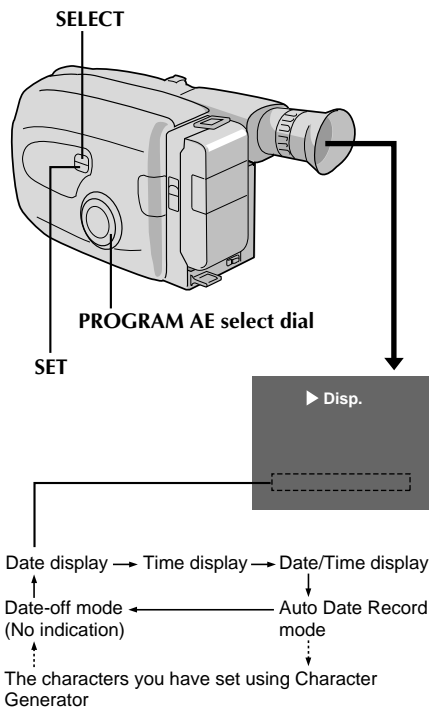 SELECT
PROGRAM AE select dial
SET
▶ Disp.
Date display → Time display → Date/Time display
Date-off mode ← Auto Date Record
(No indication) mode
The characters you have set using Character
Generator